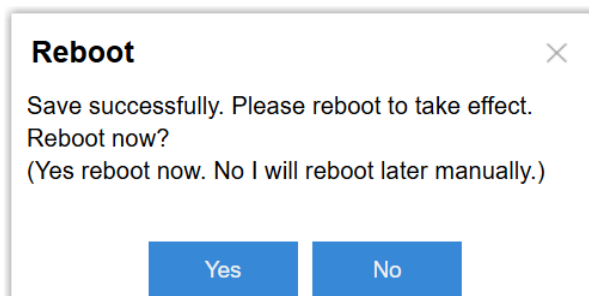 Reboot
Save successfully. Please reboot to take effect.
Reboot now?
(Yes reboot now. No I will reboot later manually.)
Yes No